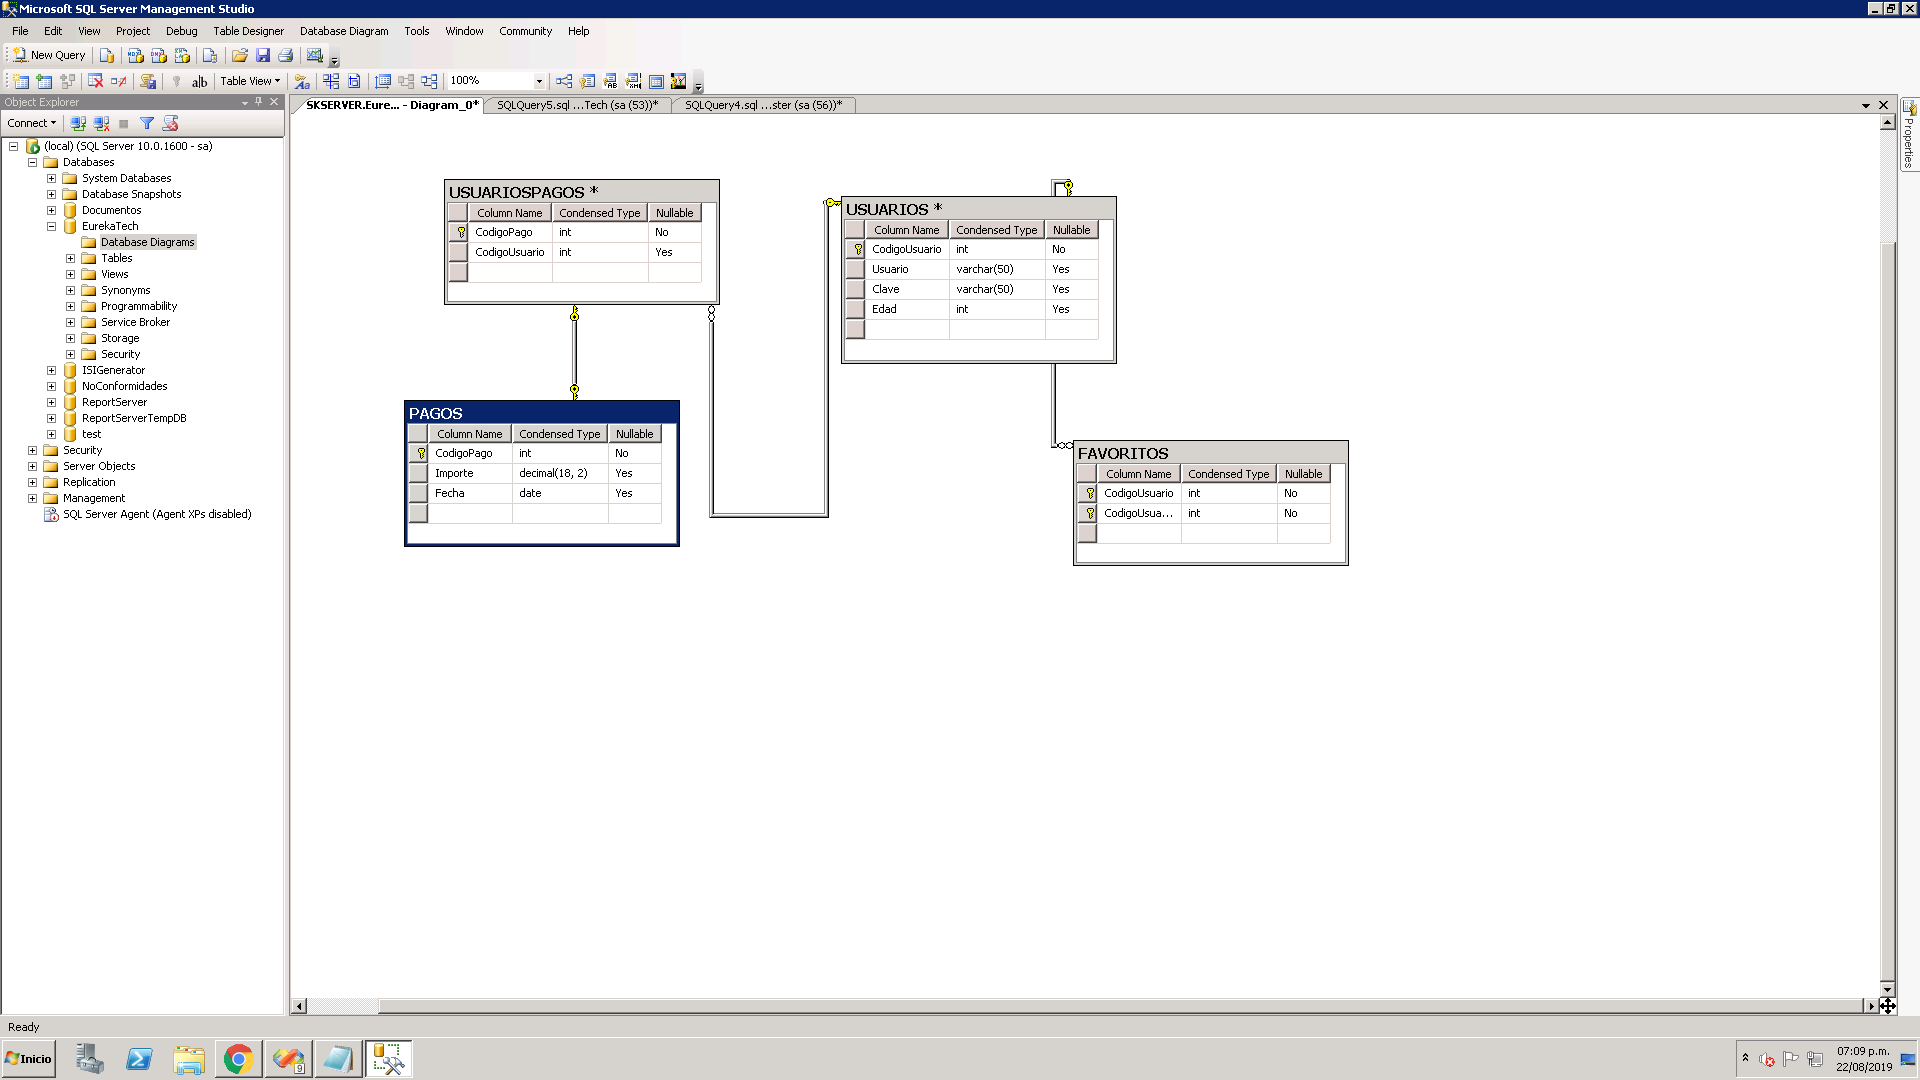 Microsoft SQL Server Management Studio
File Edit View Project Debug Table Designer Database Diagram Tools Window Community Help
New Query
Table View 100%
Object Explorer
SKSERVER.Eure... - Diagram_0* SQLQuery5.sql ...Tech (sa (53))* SQLQuery4.sql ...ster (sa (56))*
Connect
Properties
(local) (SQL Server 10.0.1600 - sa)
Databases
System Databases
Database Snapshots
Documentos
EurekaTech
Database Diagrams
Tables
Views
Synonyms
Programmability
Service Broker
Storage
Security
ISIGenerator
NoConformidades
ReportServer
ReportServerTempDB
test
Security
Server Objects
Replication
Management
SQL Server Agent (Agent XPs disabled)
USUARIOSPAGOS *
Column Name Condensed Type Nullable
CodigoPago int No
CodigoUsuario int Yes
USUARIOS *
Column Name Condensed Type Nullable
CodigoUsuario int No
Usuario varchar(50) Yes
Clave varchar(50) Yes
Edad int Yes
PAGOS
Column Name Condensed Type Nullable
CodigoPago int No
Importe decimal(18, 2) Yes
Fecha date Yes
FAVORITOS
Column Name Condensed Type Nullable
CodigoUsuario int No
CodigoUsua... int No
Ready
Inicio
9
07:09 p.m.
22/08/2019